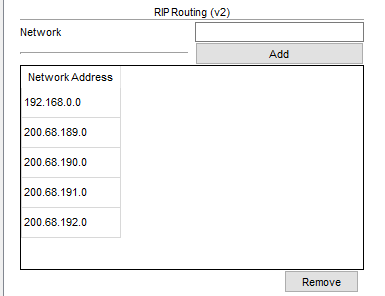 RIP Routing (v2)
Network
Add
Network Address
192.168.0.0
200.68.189.0
200.68.190.0
200.68.191.0
200.68.192.0
Remove